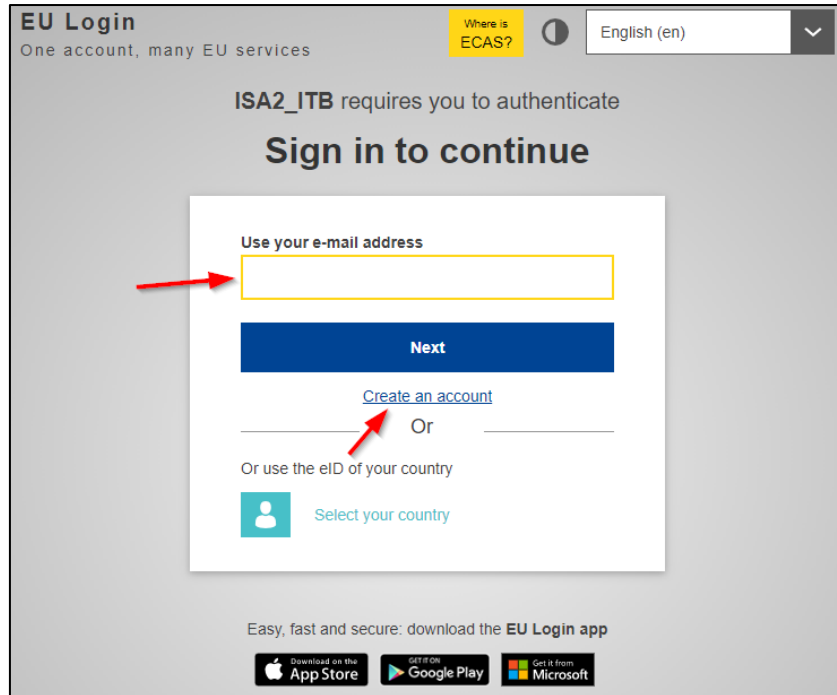 EU Login
One account, many EU services
Where is
ECAS?
English (en)
ISA2_ITB requires you to authenticate
Sign in to continue
Use your e-mail address
Next
Create an account
Or
Or use the eID of your country
Select your country
Easy, fast and secure: download the EU Login app
Download on the
App Store
GET IT ON
Google Play
Get it from
Microsoft